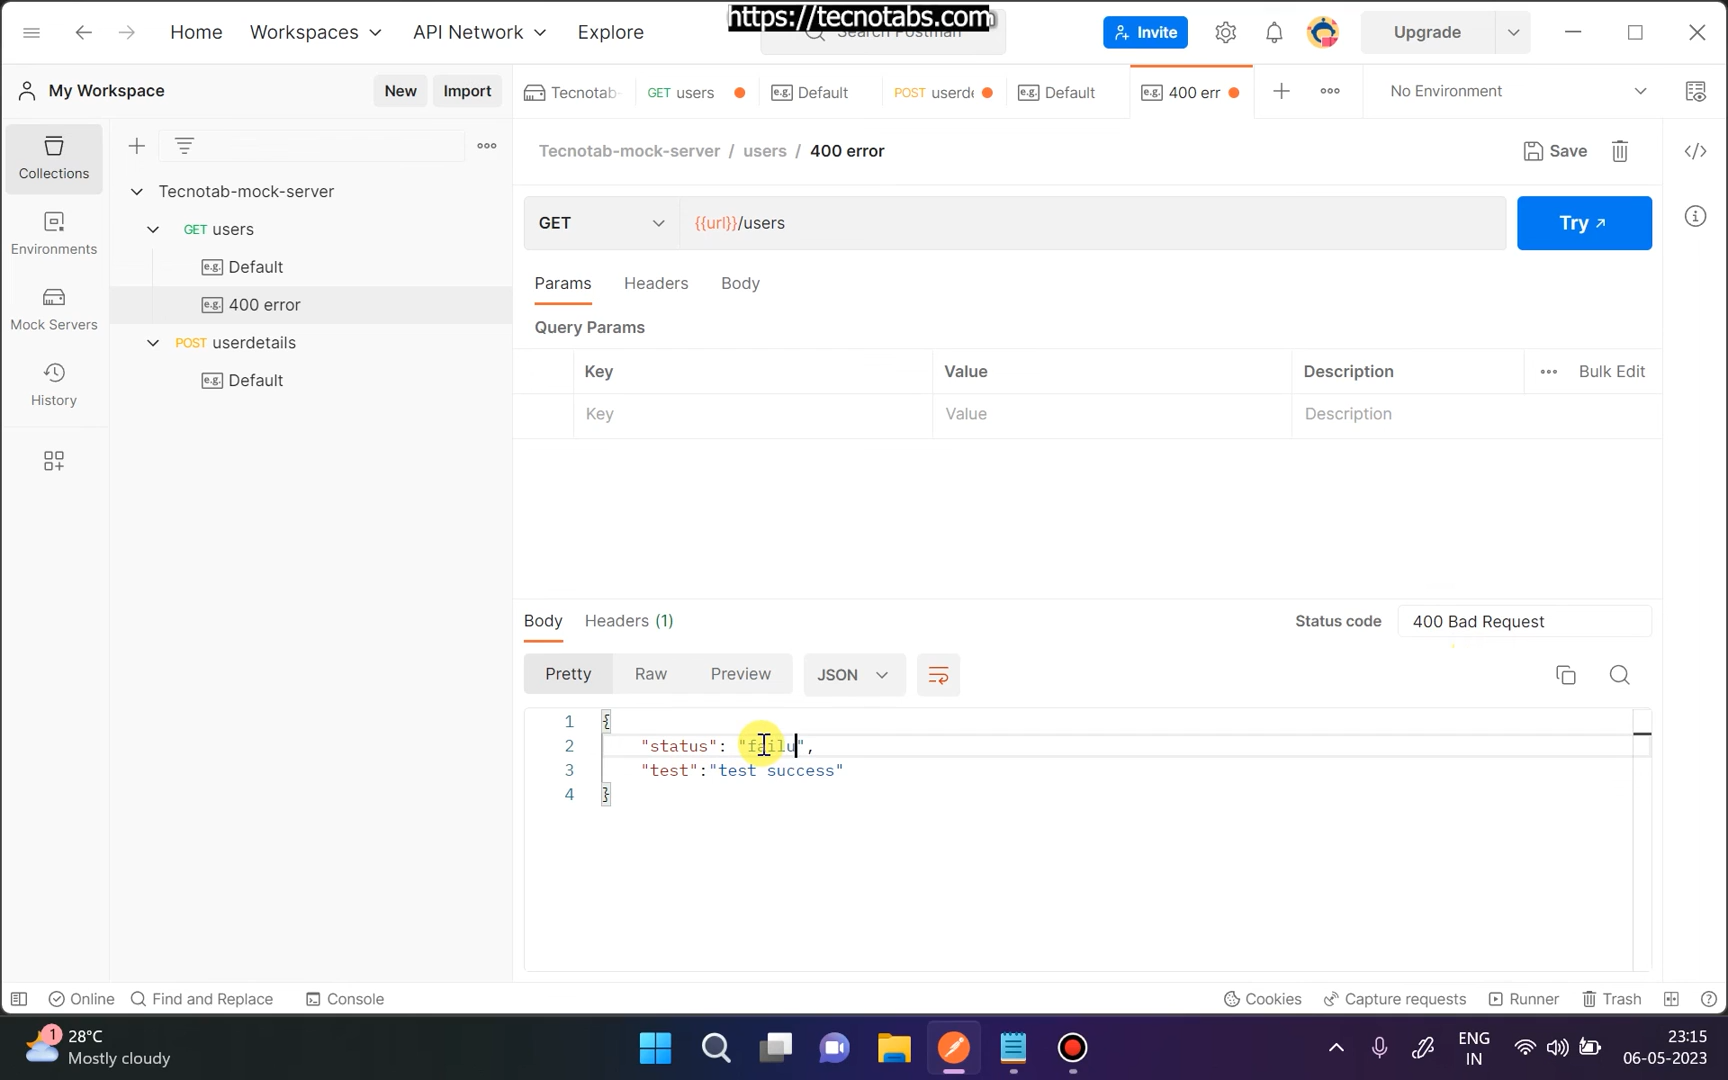 https://tecnotabs.com
Home
Workspaces
API Network
Explore
Search Postman
Invite
Upgrade
My Workspace
New
Import
Tecnotab-
GET users
e.g. Default
POST userde
e.g. Default
e.g. 400 err
No Environment
Collections
Environments
Mock Servers
History
Tecnotab-mock-server
GET users
e.g. Default
e.g. 400 error
POST userdetails
e.g. Default
Tecnotab-mock-server / users / 400 error
Save
GET
{{url}}/users
Try
Params
Headers
Body
Query Params
Key
Value
Description
Bulk Edit
Key
Value
Description
Body
Headers (1)
Status code
400 Bad Request
Pretty
Raw
Preview
JSON
1 {
2 "status": "failu",
3 "test":"test success"
4 }
Online
Find and Replace
Console
Cookies
Capture requests
Runner
Trash
1
28°C
Mostly cloudy
ENG
IN
23:15
06-05-2023